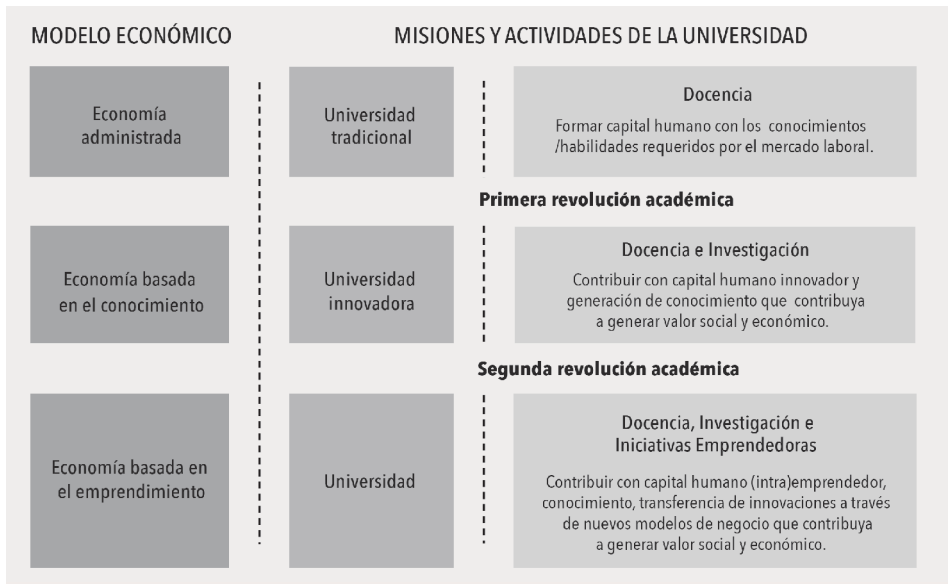 MODELO ECONÓMICO
MISIONES Y ACTIVIDADES DE LA UNIVERSIDAD
Economía
administrada
Universidad
tradicional
Docencia
Formar capital humano con los conocimientos
/habilidades requeridos por el mercado laboral.
Primera revolución académica
Economía basada
en el conocimiento
Universidad
innovadora
Docencia e Investigación
Contribuir con capital humano innovador y
generación de conocimiento que contribuya
a generar valor social y económico.
Segunda revolución académica
Economía basada en
el emprendimiento
Universidad
Docencia, Investigación e
Iniciativas Emprendedoras
Contribuir con capital humano (intra)emprendedor,
conocimiento, transferencia de innovaciones a través
de nuevos modelos de negocio que contribuya
a generar valor social y económico.